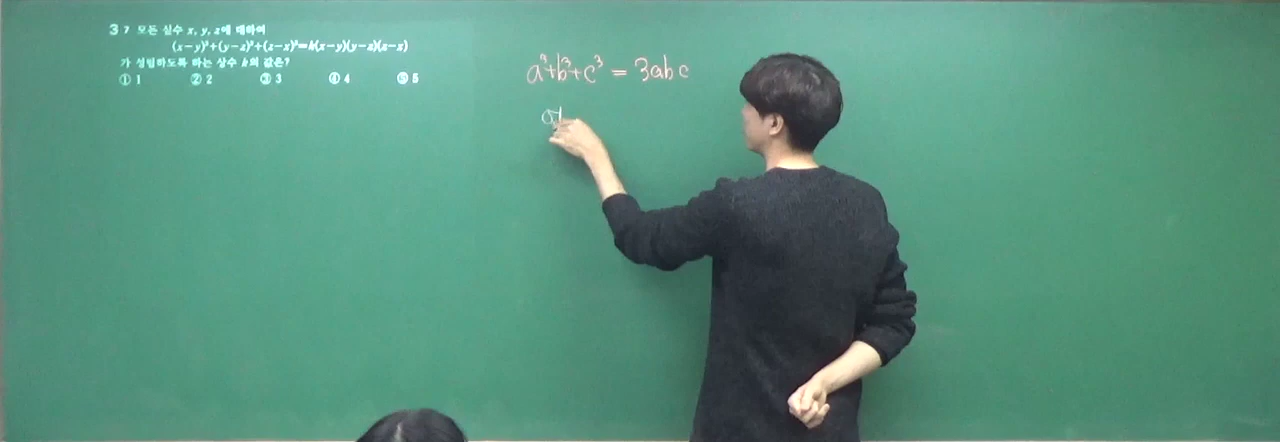 37 모든 실수 x, y, z에 대하여
(x-y)³+(y-z)³+(z-x)³=k(x-y)(y-z)(z-x)
가 성립하도록 하는 상수 k의 값은?
① 1 ② 2 ③ 3 ④ 4 ⑤ 5
a³+b³+c³ = 3abc